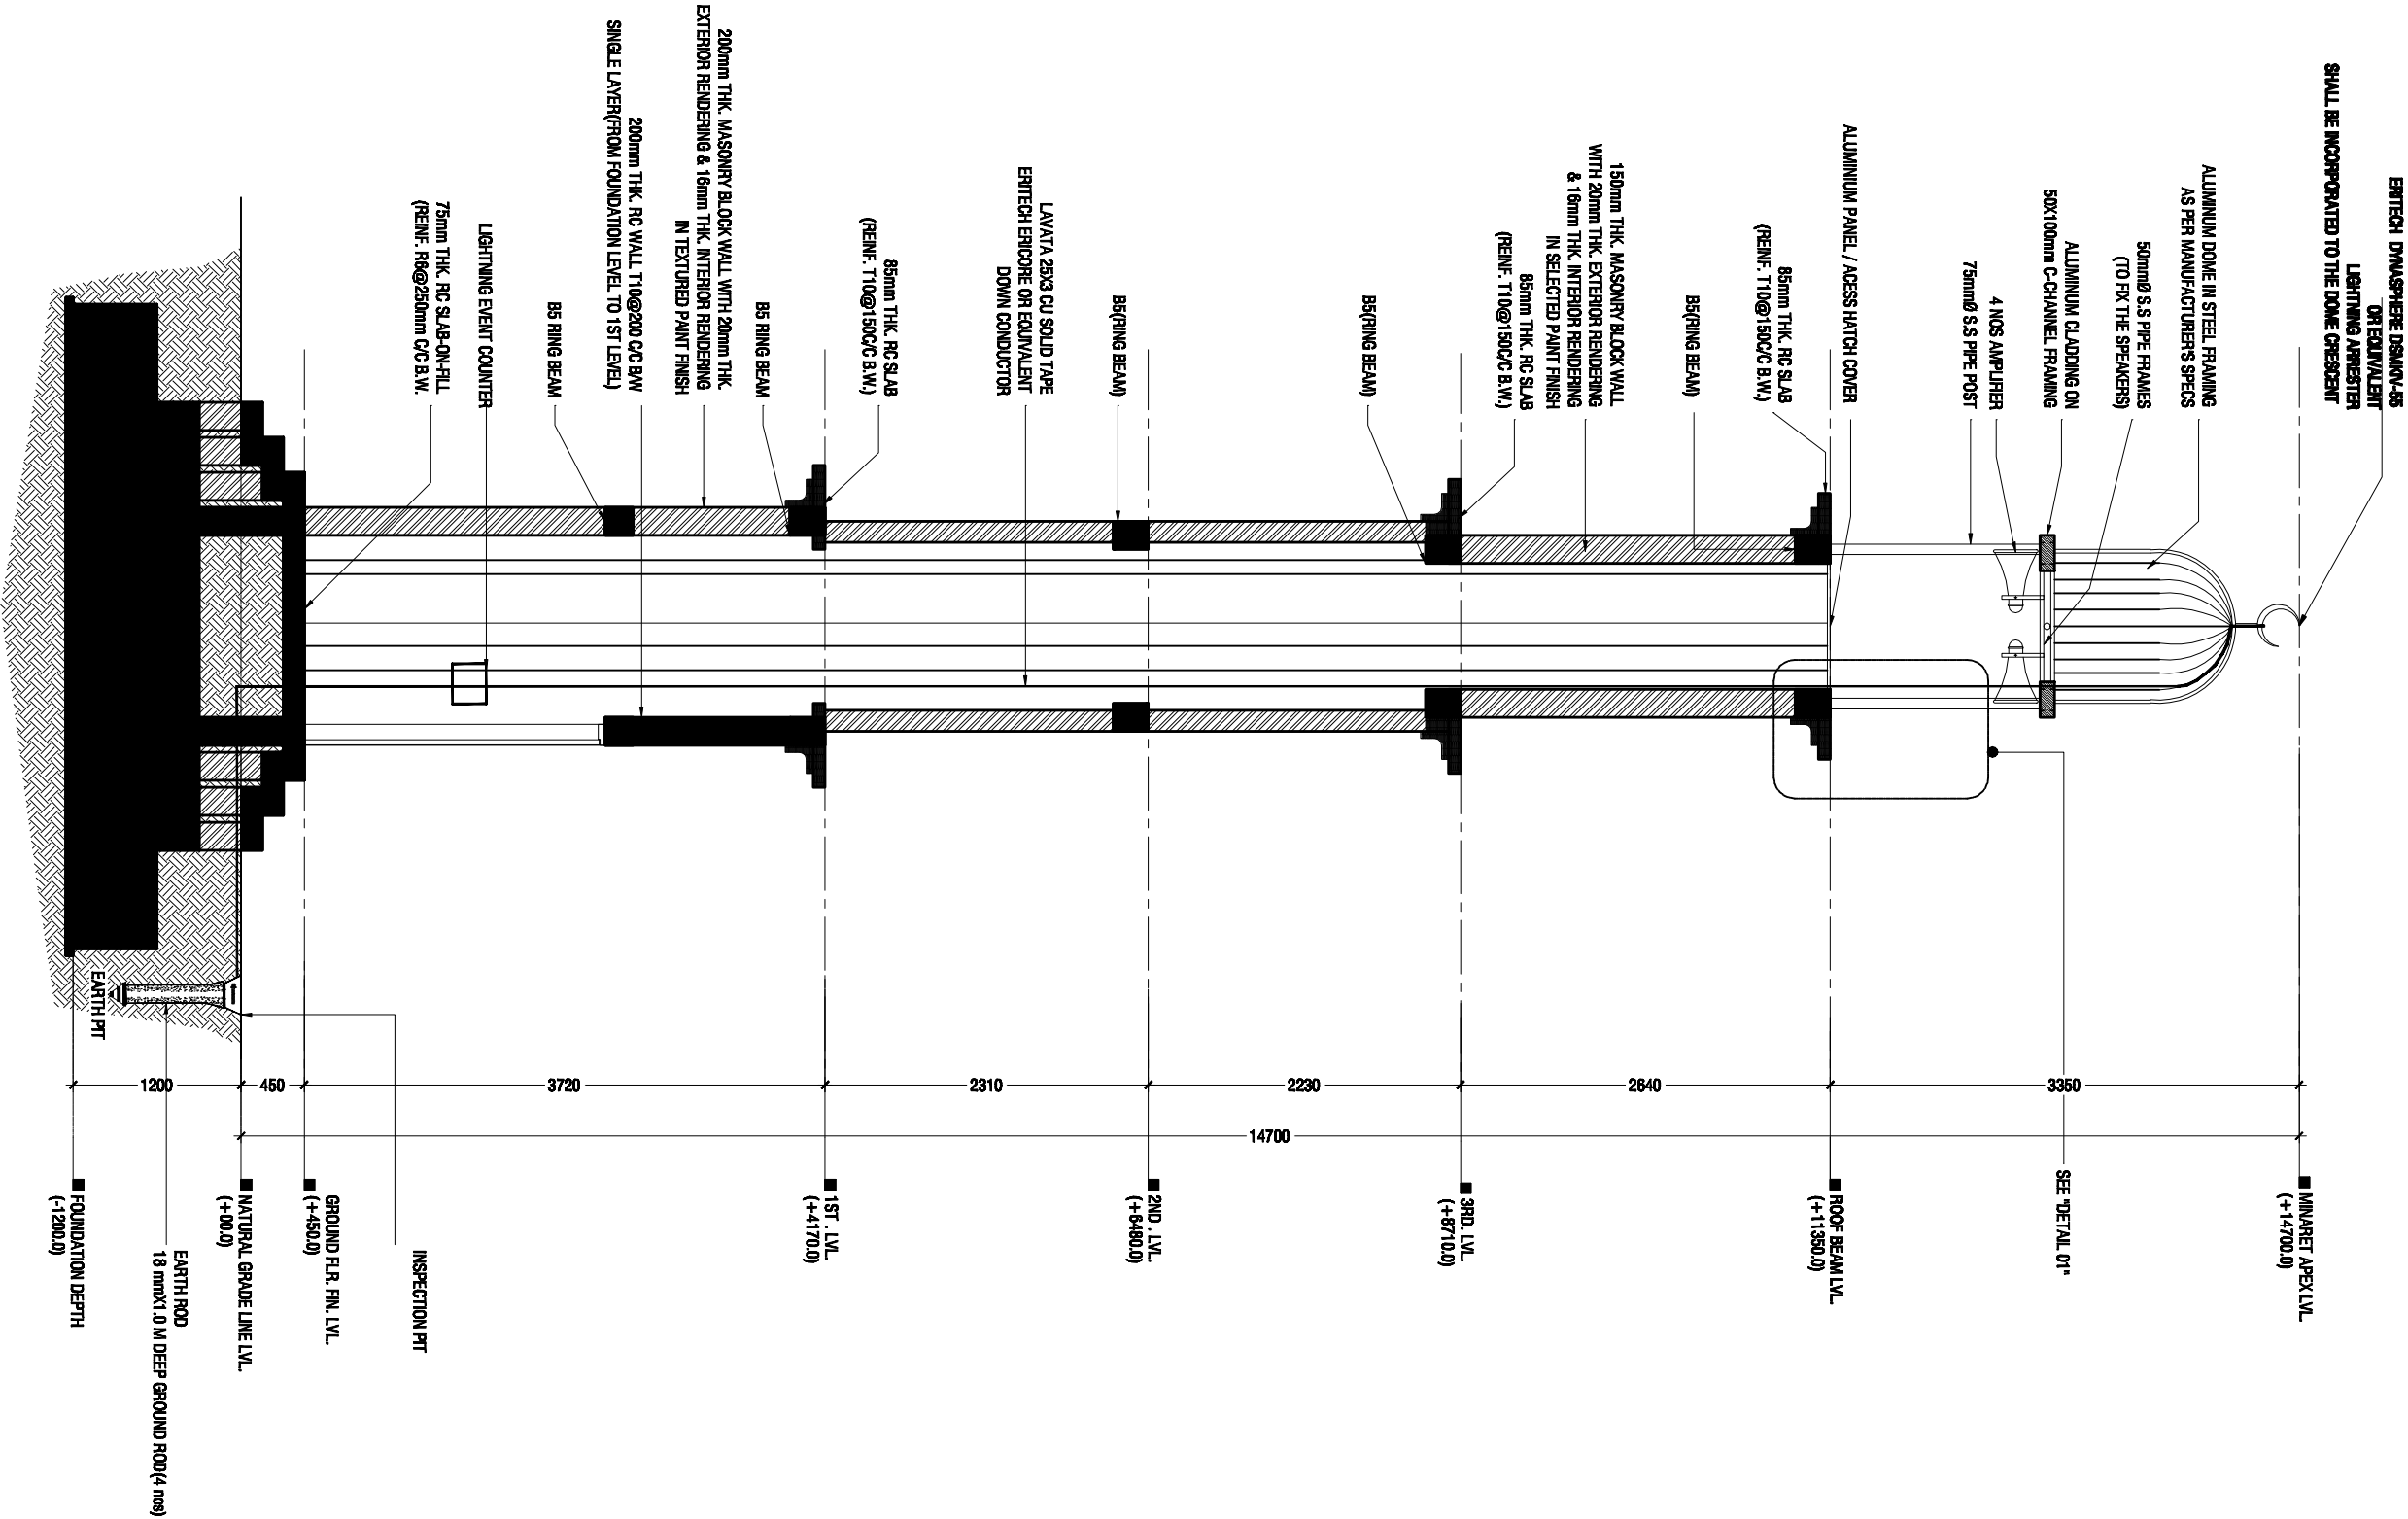 ERITECH DYNASPHERE DSMKV-55
OR EQUIVALENT
LIGHTNING ARRESTER
SHALL BE INCORPORATED TO THE DOME CRESCENT
ALUMINUM DOME IN STEEL FRAMING
AS PER MANUFACTURER'S SPECS
50mmØ S.S PIPE FRAMES
(TO FIX THE SPEAKERS)
ALUMINUM CLADDING ON
50X100mm C-CHANNEL FRAMING
4 NOS AMPLIFIER
75mmØ S.S PIPE POST
ALUMINIUM PANEL / ACESS HATCH COVER
85mm THK. RC SLAB
(REINF. T10@150C/C B.W.)
B5(RING BEAM)
150mm THK. MASONRY BLOCK WALL
WITH 20mm THK. EXTERIOR RENDERING
& 16mm THK. INTERIOR RENDERING
IN SELECTED PAINT FINISH
85mm THK. RC SLAB
(REINF. T10@150C/C B.W.)
B5(RING BEAM)
B5(RING BEAM)
LAVATA 25X3 CU SOLID TAPE
ERITECH ERICORE OR EQUIVALENT
DOWN CONDUCTOR
85mm THK. RC SLAB
(REINF. T10@150C/C B.W.)
B5 RING BEAM
200mm THK. MASONRY BLOCK WALL WITH 20mm THK.
EXTERIOR RENDERING & 16mm THK. INTERIOR RENDERING
IN TEXTURED PAINT FINISH
200mm THK. RC WALL T10@200 C/C B/W
SINGLE LAYER(FROM FOUNDATION LEVEL TO 1ST LEVEL)
B5 RING BEAM
LIGHTNING EVENT COUNTER
75mm THK. RC SLAB-ON-FILL
(REINF. R6@250mm C/C B.W.
EARTH PIT
3350
2640
2230
2310
3720
450
1200
14700
MINARET APEX LVL.
(+14700.0)
SEE "DETAIL 01"
ROOF BEAM LVL.
(+11350.0)
3RD. LVL.
(+8710.0)
2ND . LVL.
(+6480.0)
1ST . LVL.
(+4170.0)
INSPECTION PIT
GROUND FLR. FIN. LVL.
(+450.0)
NATURAL GRADE LINE LVL.
(+00.0)
EARTH ROD
18 mmX1.0 M DEEP GROUND ROD(4 nos)
FOUNDATION DEPTH
(-1200.0)